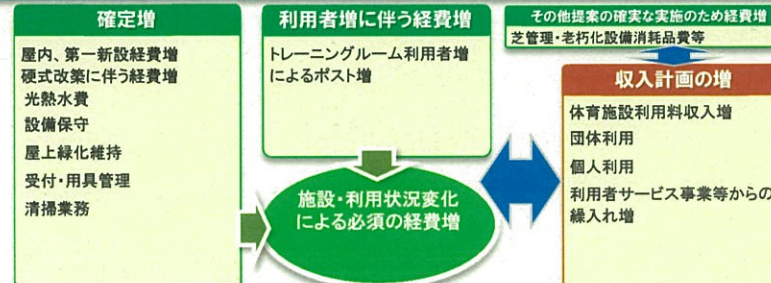 確定増
屋内、第一新設経費増
硬式改築に伴う経費増
光熱水費
設備保守
屋上緑化維持
受付・用具管理
清掃業務
利用者増に伴う経費増
トレーニングルーム利用者増
によるポスト増
施設・利用状況変化
による必須の経費増
その他提案の確実な実施のため経費増
芝管理・老朽化設備消耗品費等
収入計画の増
体育施設利用料収入増
団体利用
個人利用
利用者サービス事業等からの
繰入れ増